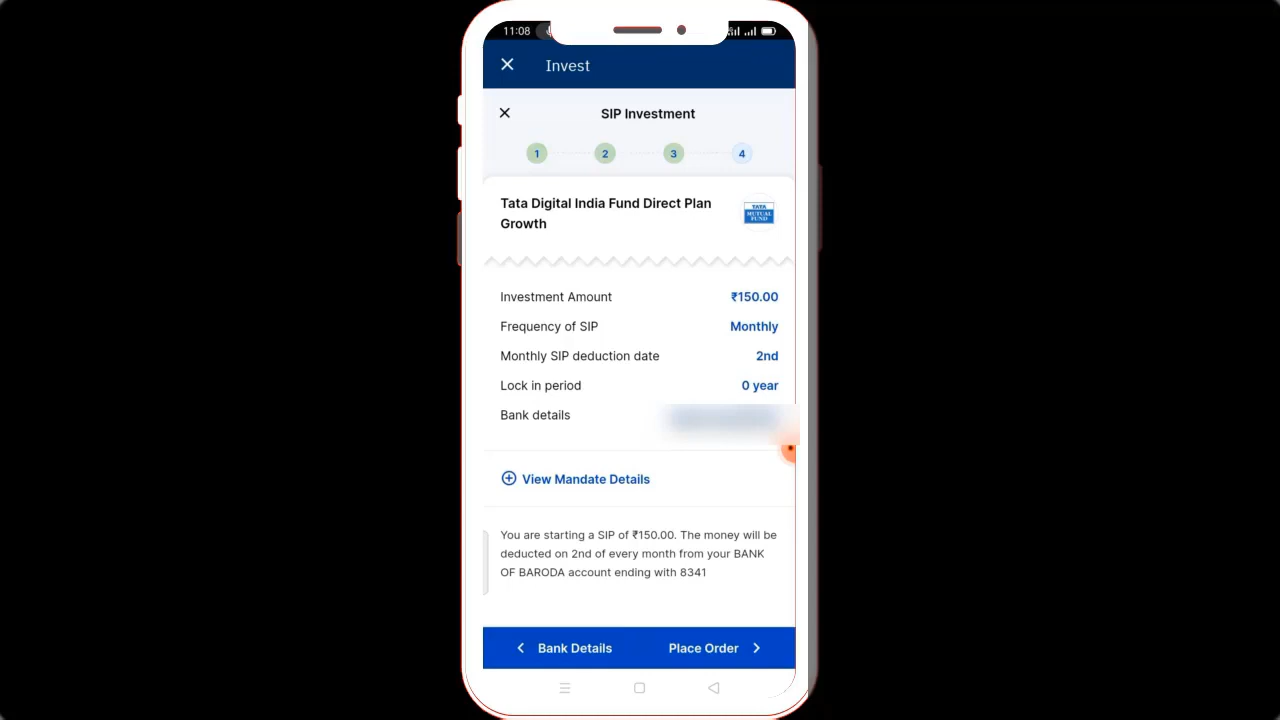 11:08
Invest
SIP Investment
1 2 3 4
Tata Digital India Fund Direct Plan
Growth
TATA
MUTUAL
FUND
Investment Amount ₹150.00
Frequency of SIP Monthly
Monthly SIP deduction date 2nd
Lock in period 0 year
Bank details
View Mandate Details
You are starting a SIP of ₹150.00. The money will be
deducted on 2nd of every month from your BANK
OF BARODA account ending with 8341
Bank Details Place Order